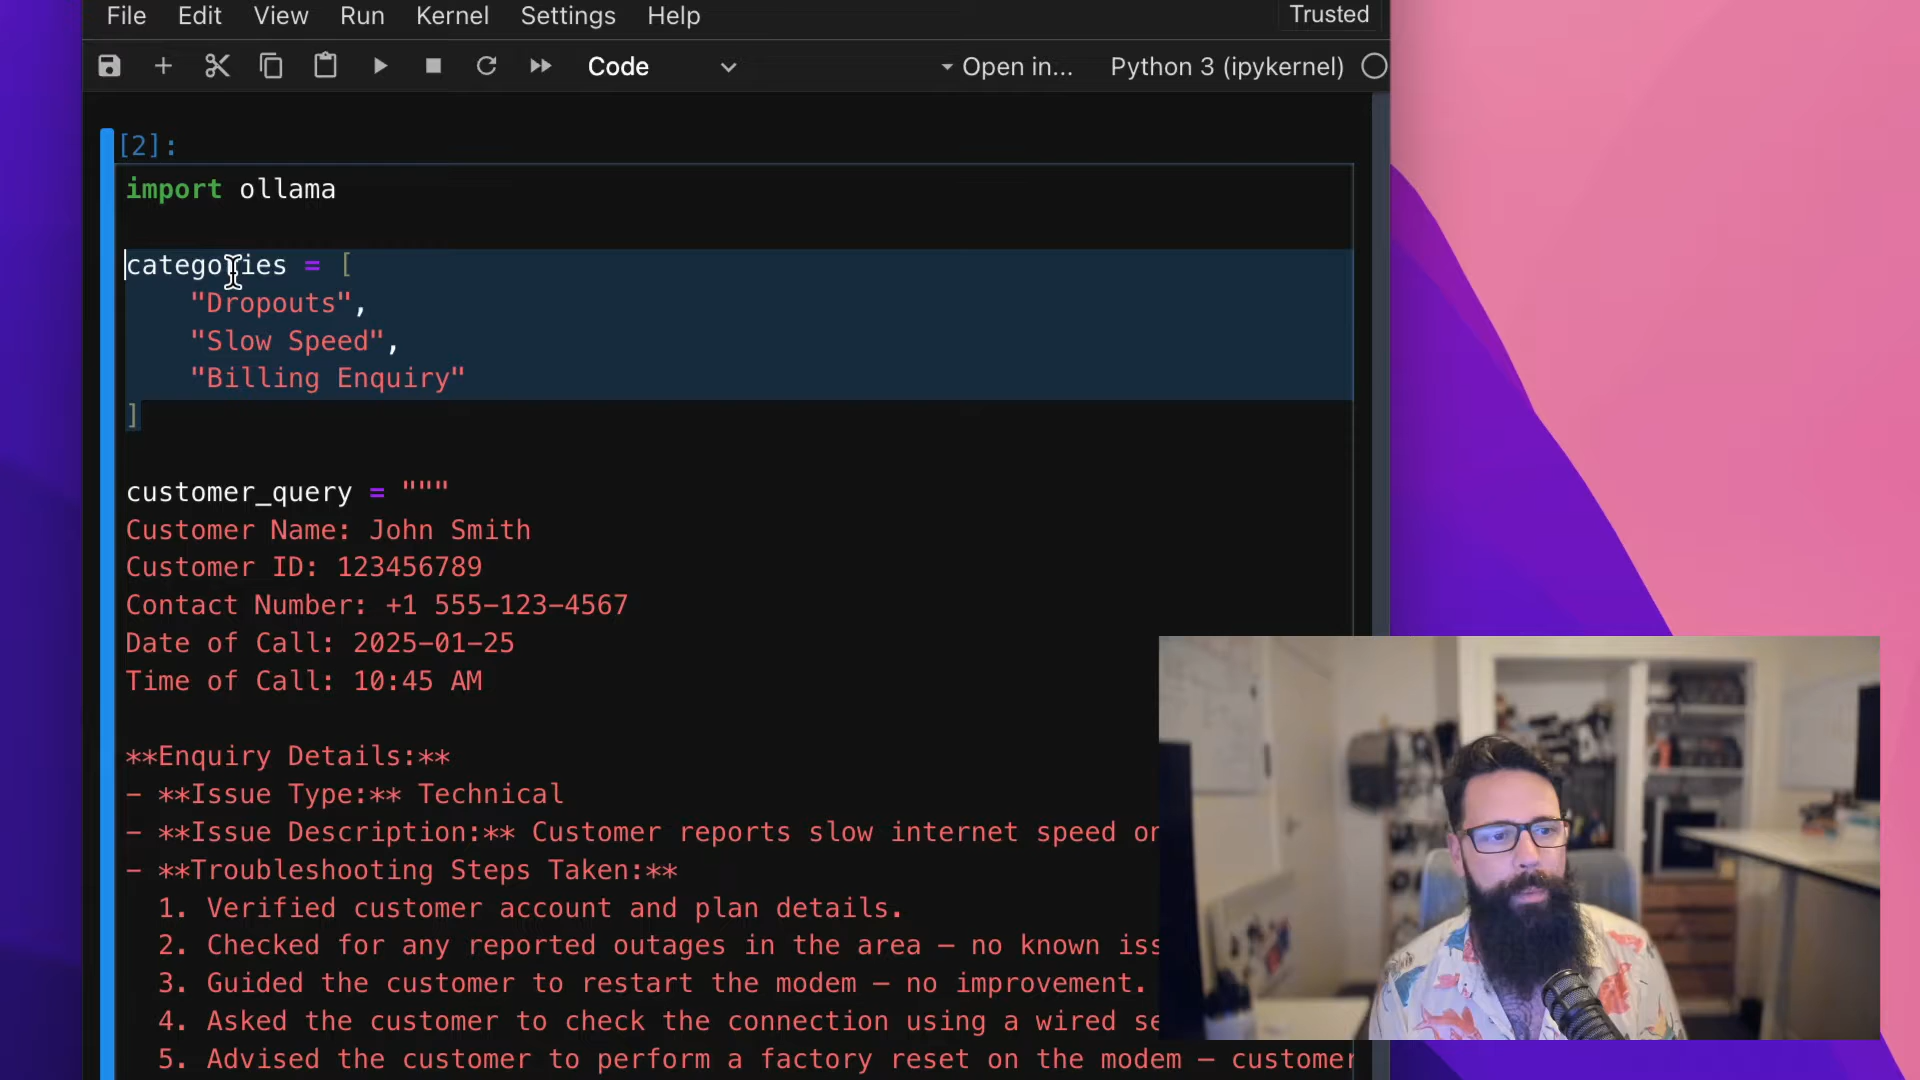 File Edit View Run Kernel Settings Help Trusted
Code Open in... Python 3 (ipykernel)
[2]:
import ollama
categories = [
"Dropouts",
"Slow Speed",
"Billing Enquiry"
]
customer_query = """
Customer Name: John Smith
Customer ID: 123456789
Contact Number: +1 555-123-4567
Date of Call: 2025-01-25
Time of Call: 10:45 AM
**Enquiry Details:**
- **Issue Type:** Technical
- **Issue Description:** Customer reports slow internet speed
- **Troubleshooting Steps Taken:**
1. Verified customer account and plan details.
2. Checked for any reported outages in the area – no known
3. Guided the customer to restart the modem – no improvement.
4. Asked the customer to check the connection using a wired
5. Advised the customer to perform a factory reset on the modem – customer